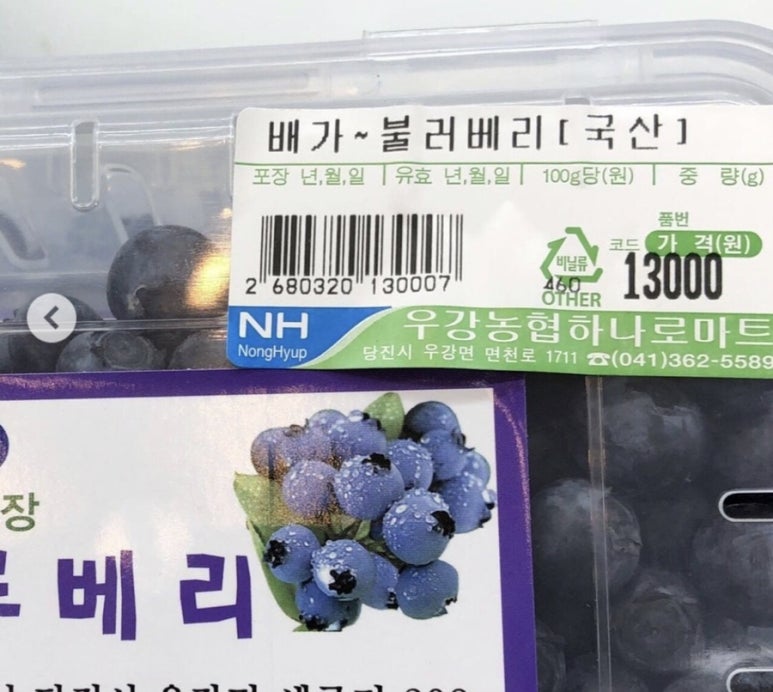 배가~불러베리[국산]
포장 년,월,일 | 유효 년,월,일 | 100g당(원) | 중 량(g)
품번
코드 가 격(원)
비닐류
460 13000
OTHER
2 680320 130007
NH 우강농협하나로마트
NongHyup 당진시 우강면 면천로 1711 ☎(041)362-5589
장
베리